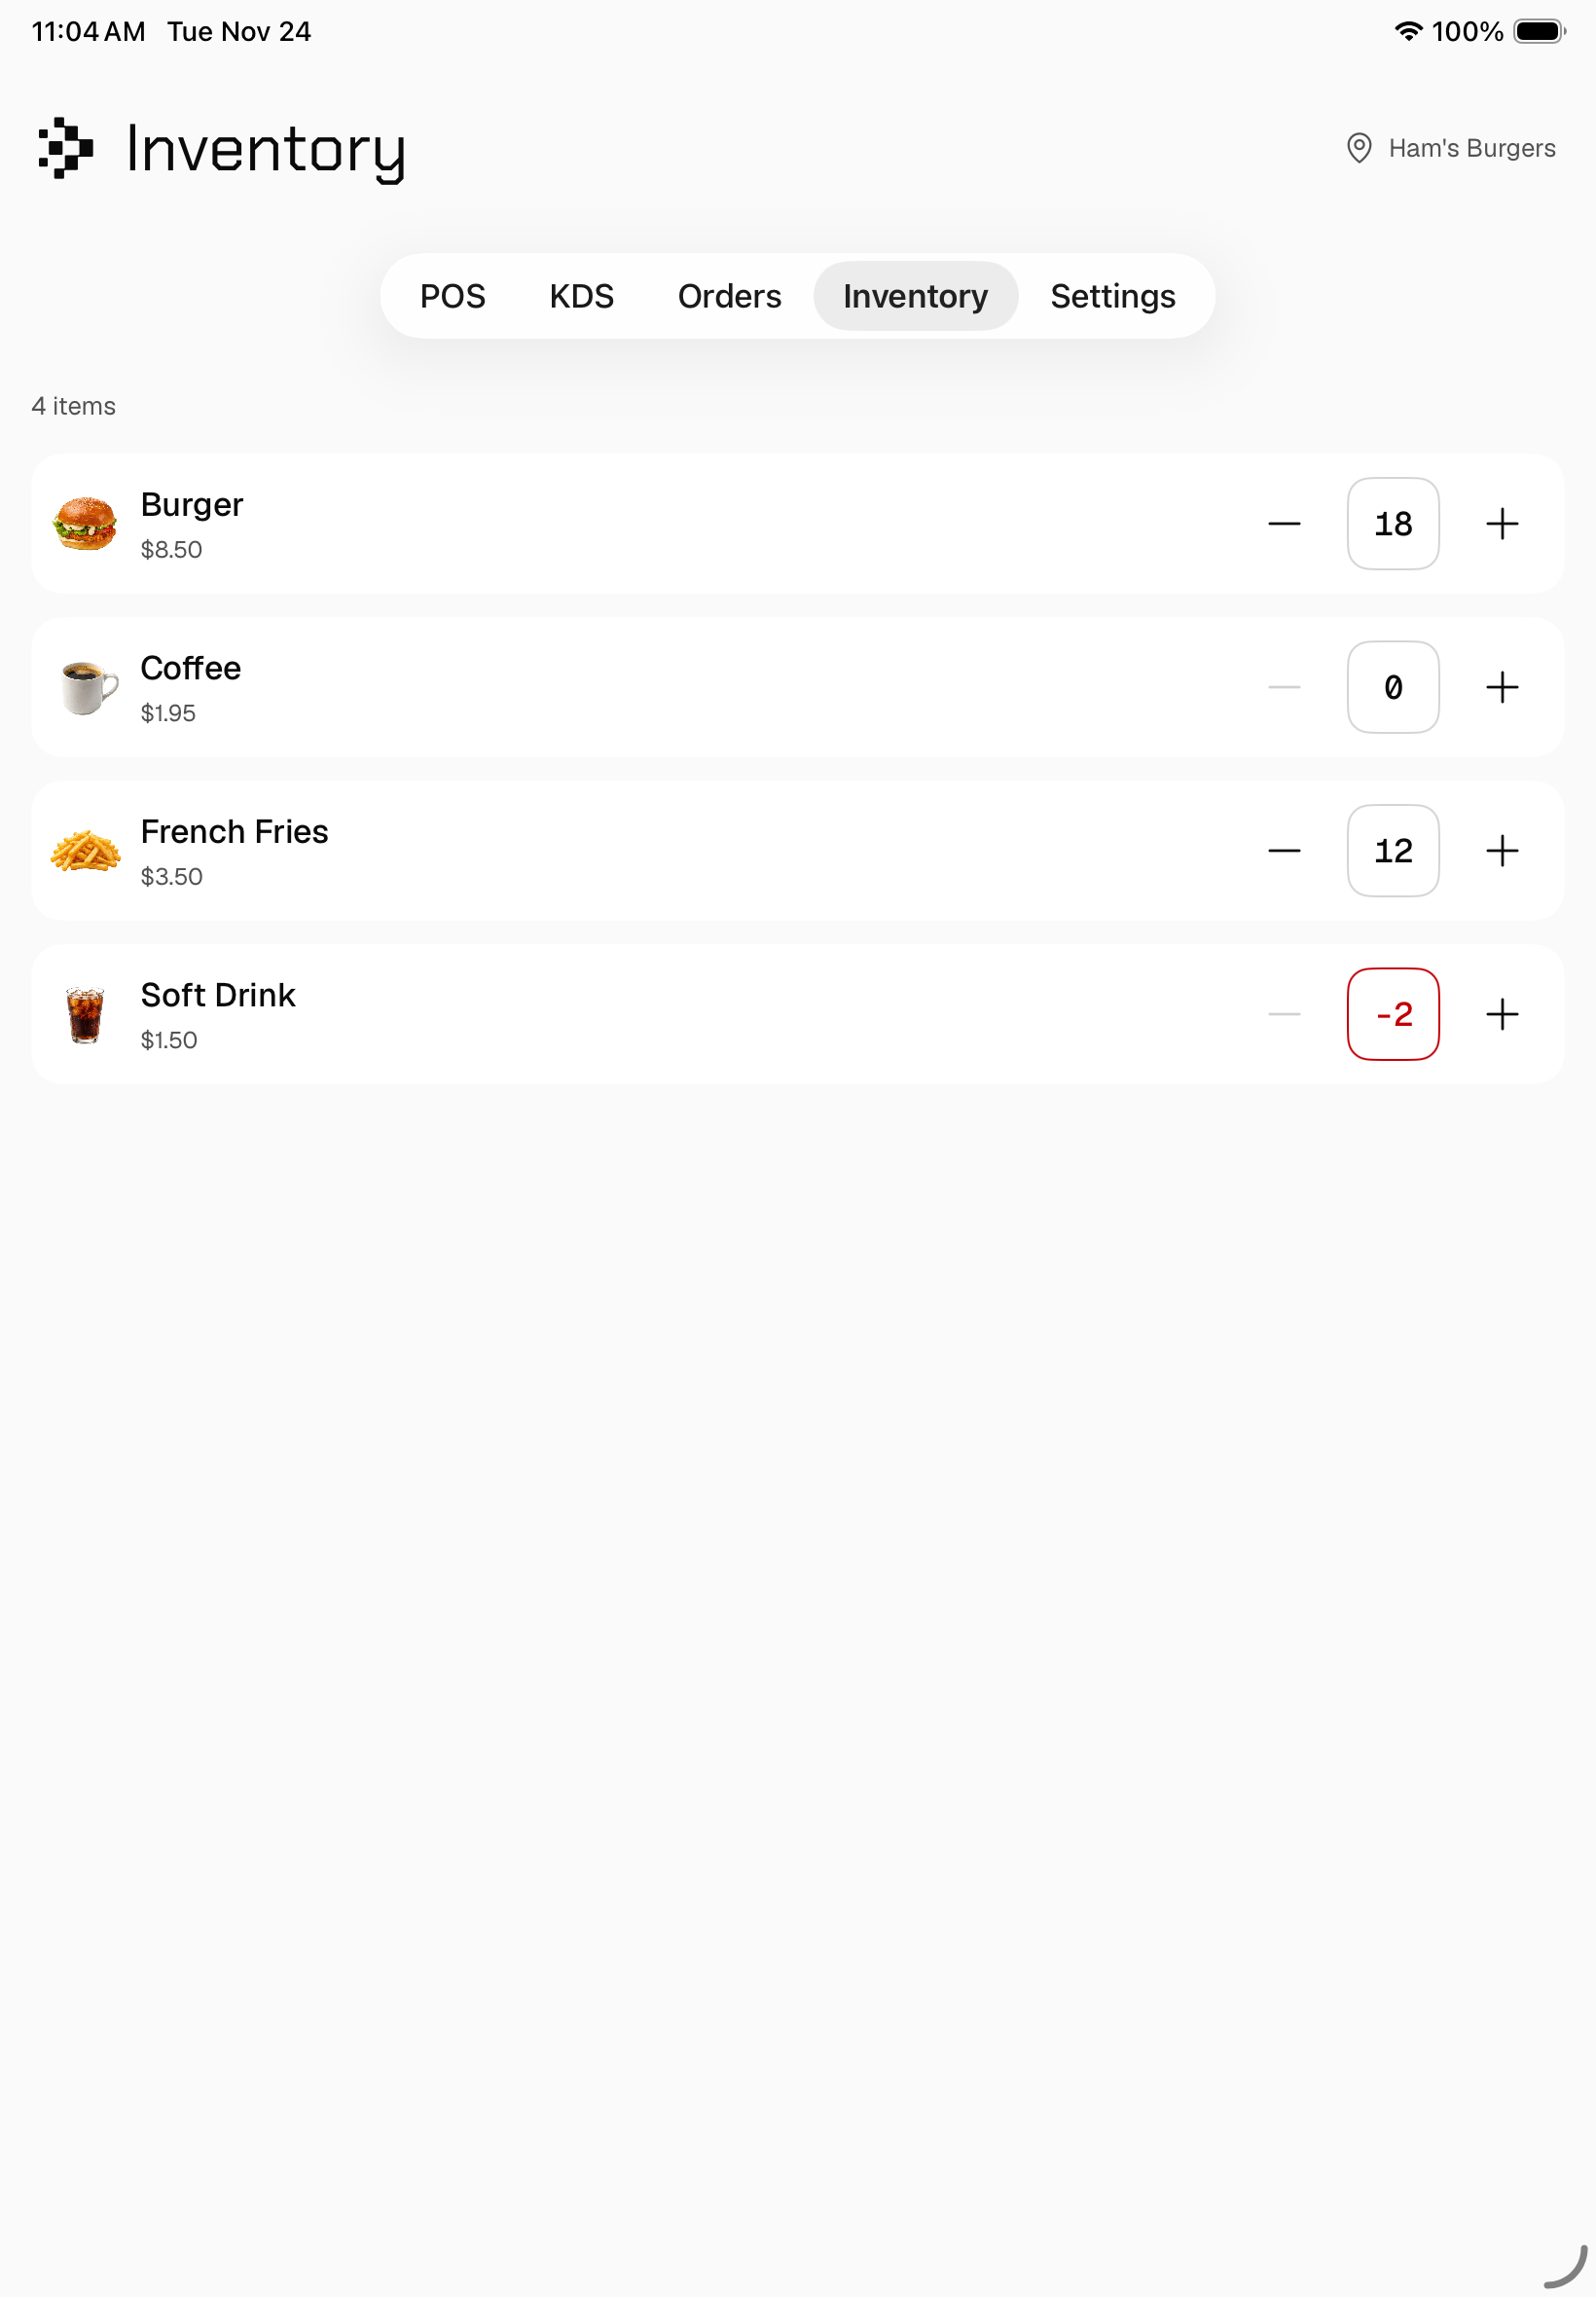 11:04 AM Tue Nov 24 100%
Inventory Ham's Burgers
POS KDS Orders Inventory Settings
4 items
Burger
$8.50
18
Coffee
$1.95
0
French Fries
$3.50
12
Soft Drink
$1.50
-2